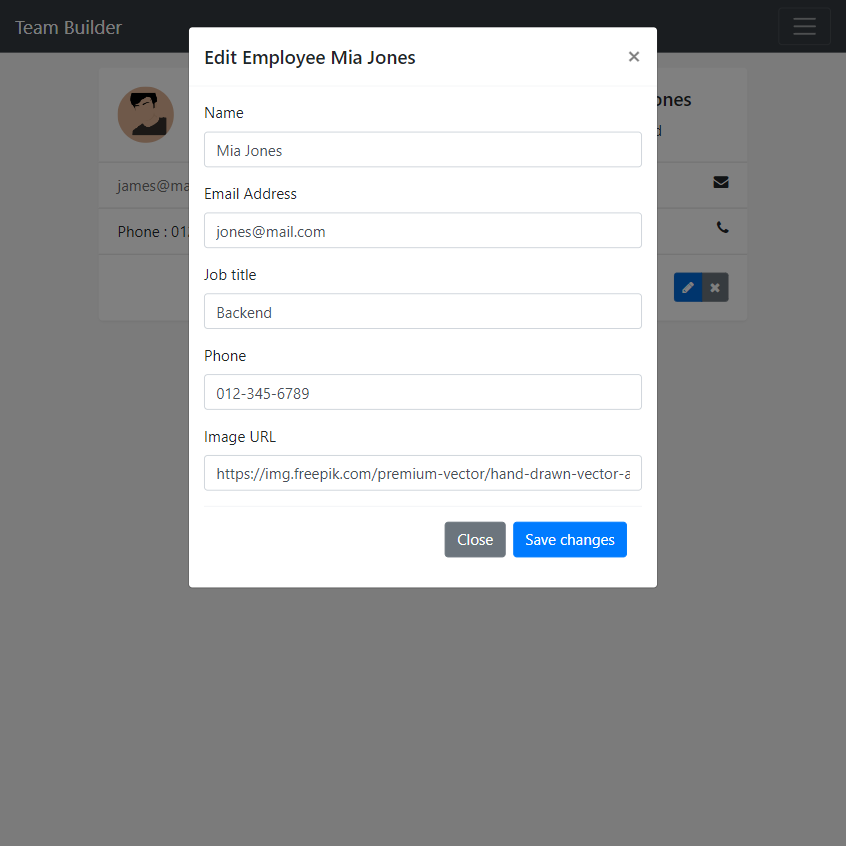 Team Builder
Edit Employee Mia Jones
×
Name
Mia Jones
Email Address
jones@mail.com
Job title
Backend
Phone
012-345-6789
Image URL
https://img.freepik.com/premium-vector/hand-drawn-vector-a
Close Save changes
james@ma
Phone : 01